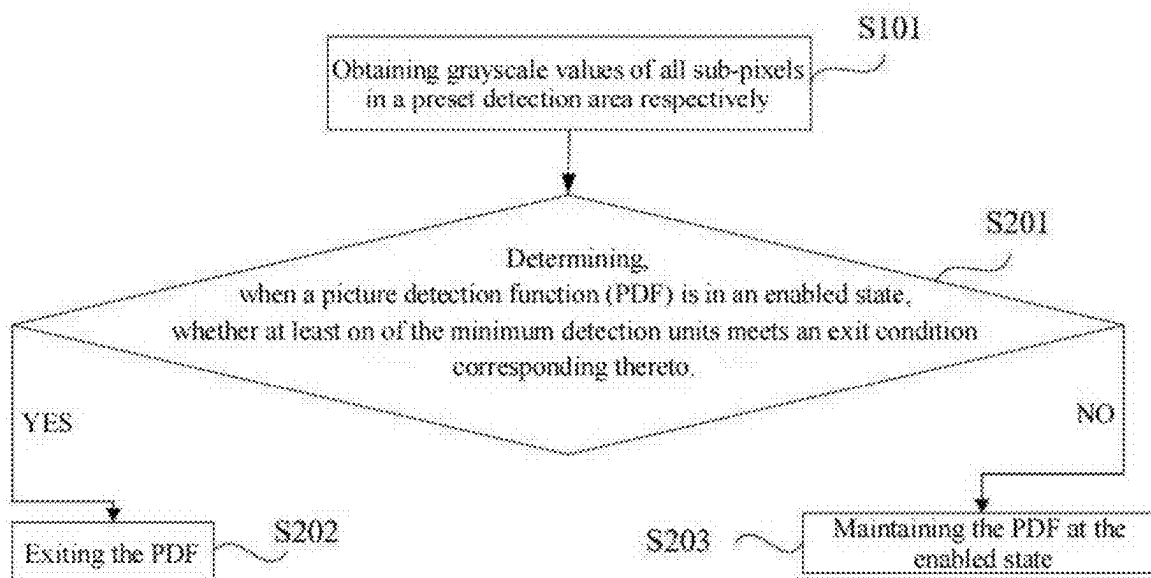 S101
Obtaining grayscale values of all sub-pixels
in a preset detection area respectively
S201
Determining,
when a picture detection function (PDF) is in an enabled state,
whether at least on of the minimum detection units meets an exit condition
corresponding thereto.
YES
NO
Exiting the PDF
S202
S203
Maintaining the PDF at the
enabled state